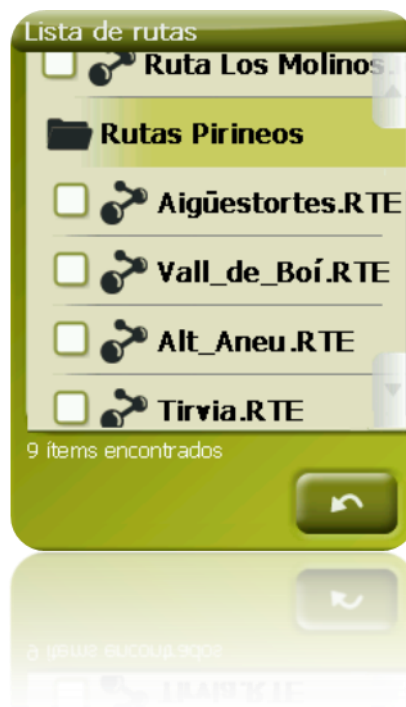 Lista de rutas
Ruta Los Molinos.
Rutas Pirineos
Aigüestortes.RTE
Vall_de_Boí.RTE
Alt_Aneu.RTE
Tirvia.RTE
9 ítems encontrados